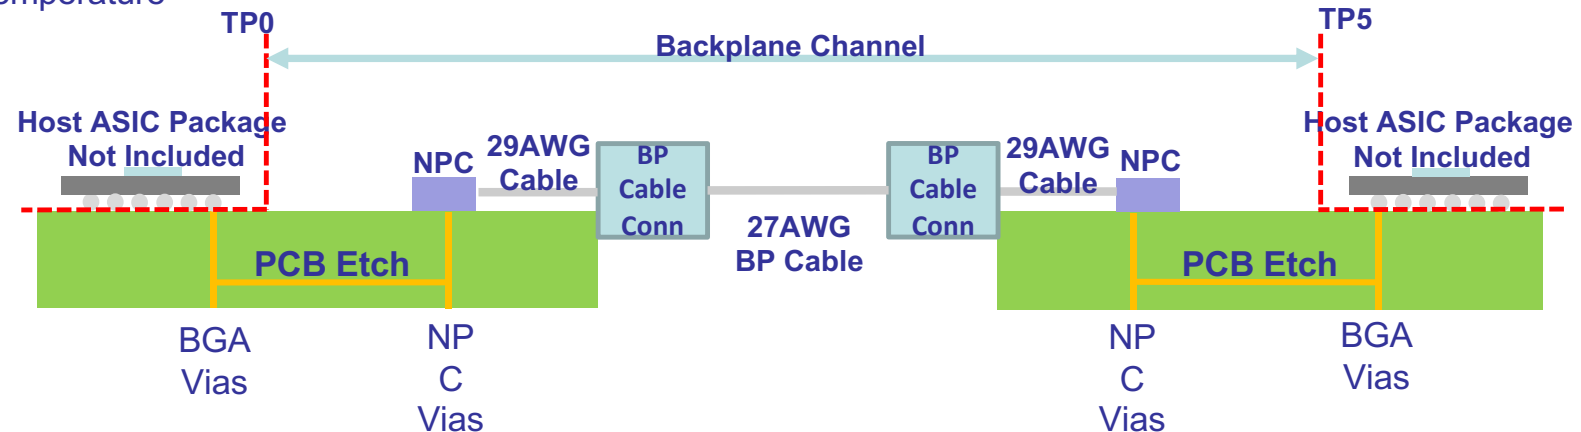 TP0
TP5
Backplane Channel
Host ASIC Package
Not Included
NPC
29AWG
Cable
BP
Cable
Conn
27AWG
BP Cable
BP
Cable
Conn
29AWG
Cable
NPC
Host ASIC Package
Not Included
PCB Etch
PCB Etch
BGA
Vias
NP
C
Vias
NP
C
Vias
BGA
Vias